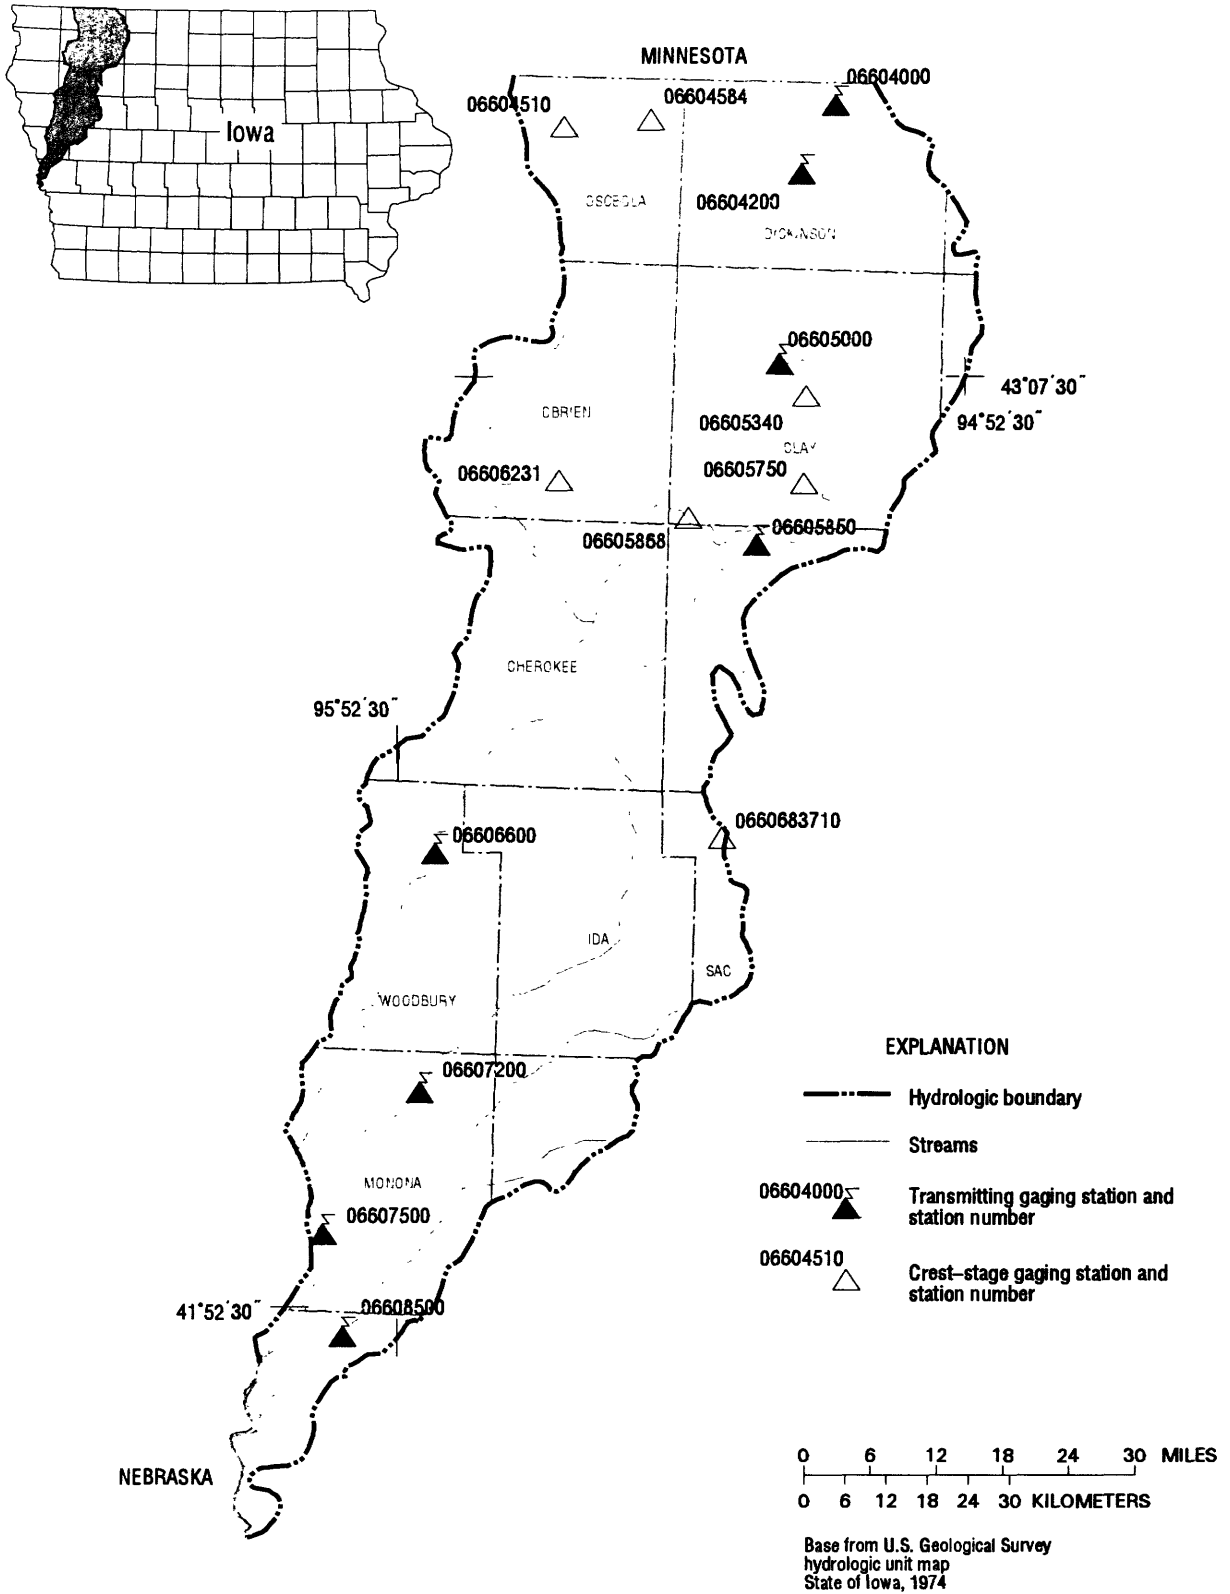 MINNESOTA
06604000
06604584
06604510
Iowa
OSCEOLA
06604200
DICKINSON
06605000
43°07'30"
OBRIEN
06605340
94°52'30"
CLAY
06606231
06605750
06605850
06605868
CHEROKEE
95°52'30"
0660683710
06606600
IDA
SAC
WOODBURY
EXPLANATION
06607200
Hydrologic boundary
Streams
MONONA
06604000
Transmitting gaging station and
station number
06607500
06604510
Crest-stage gaging station and
station number
41°52'30"
06608500
0 6 12 18 24 30 MILES
NEBRASKA
0 6 12 18 24 30 KILOMETERS
Base from U.S. Geological Survey
hydrologic unit map
State of Iowa, 1974